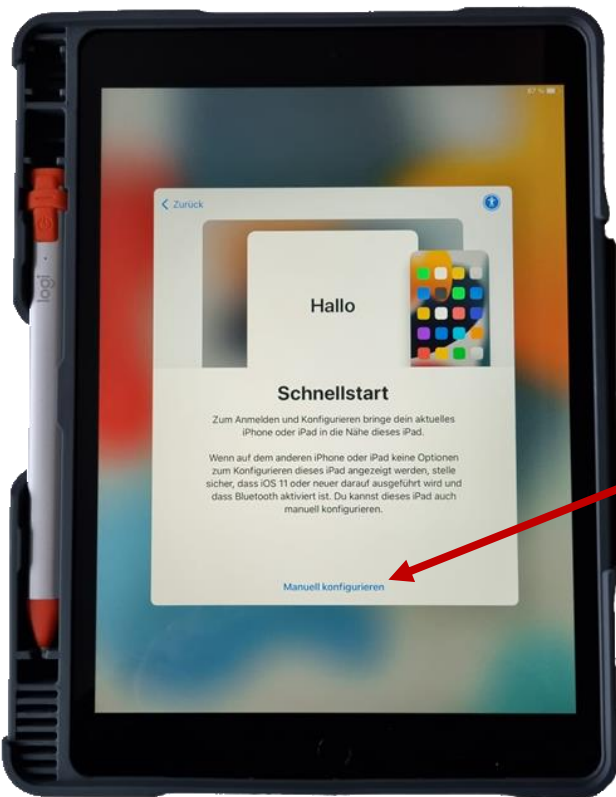 logi
87 %
Zurück
Hallo
Schnellstart
Zum Anmelden und Konfigurieren bringe dein aktuelles
iPhone oder iPad in die Nähe dieses iPad.
Wenn auf dem anderen iPhone oder iPad keine Optionen
zum Konfigurieren dieses iPad angezeigt werden, stelle
sicher, dass iOS 11 oder neuer darauf ausgeführt wird und
dass Bluetooth aktiviert ist. Du kannst dieses iPad auch
manuell konfigurieren.
Manuell konfigurieren